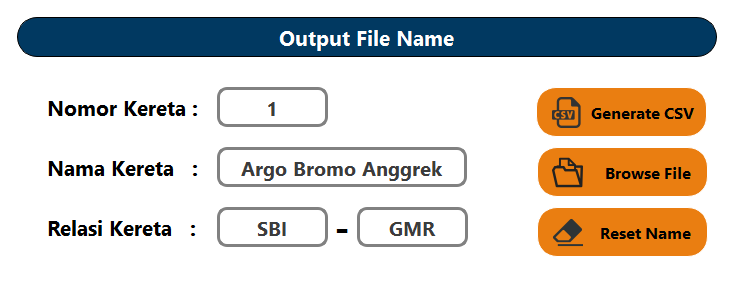 Output File Name
Nomor Kereta : 1
CSV Generate CSV
Nama Kereta : Argo Bromo Anggrek
Browse File
Relasi Kereta : SBI - GMR
Reset Name